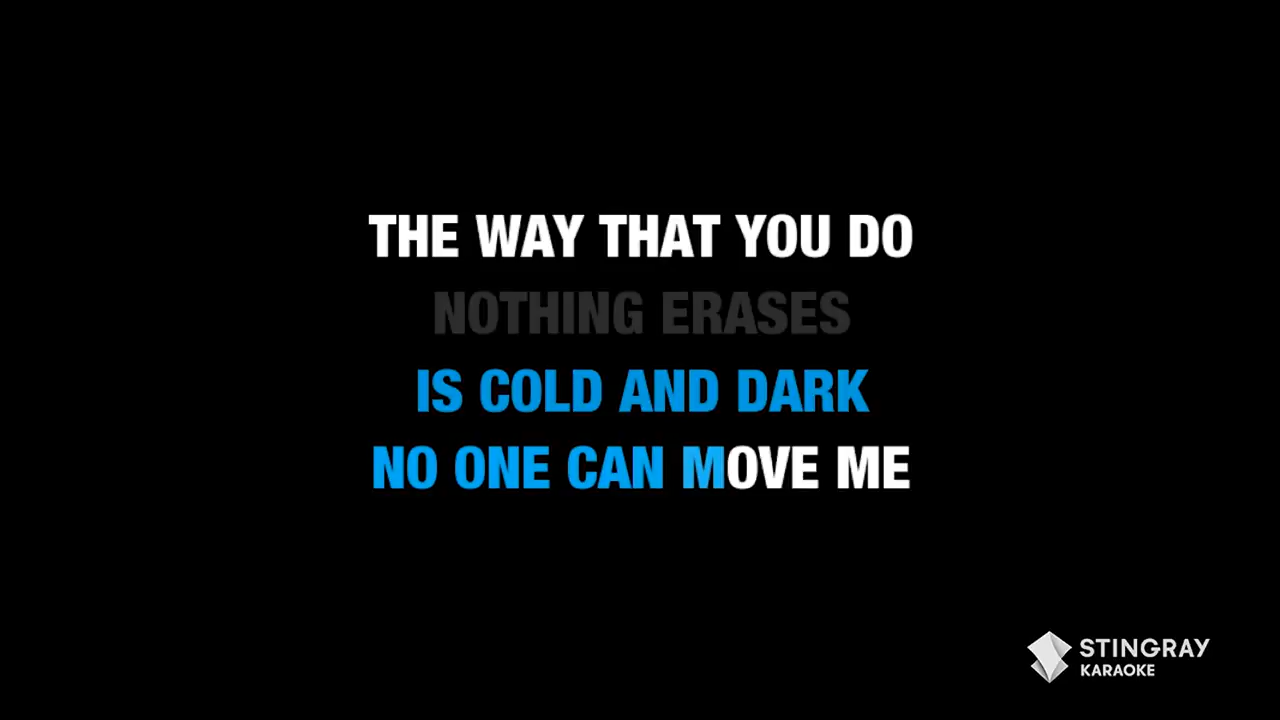 THE WAY THAT YOU DO
NOTHING ERASES
IS COLD AND DARK
NO ONE CAN MOVE ME
STINGRAY
KARAOKE